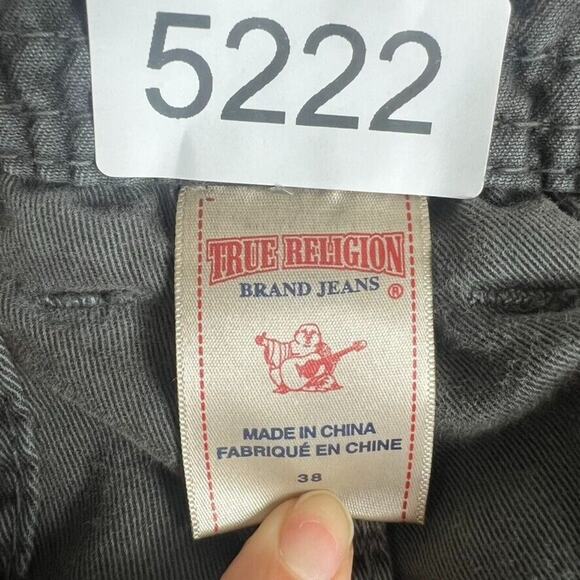 5222
TRUE RELIGION
BRAND JEANS ®
MADE IN CHINA
FABRIQUÉ EN CHINE
38